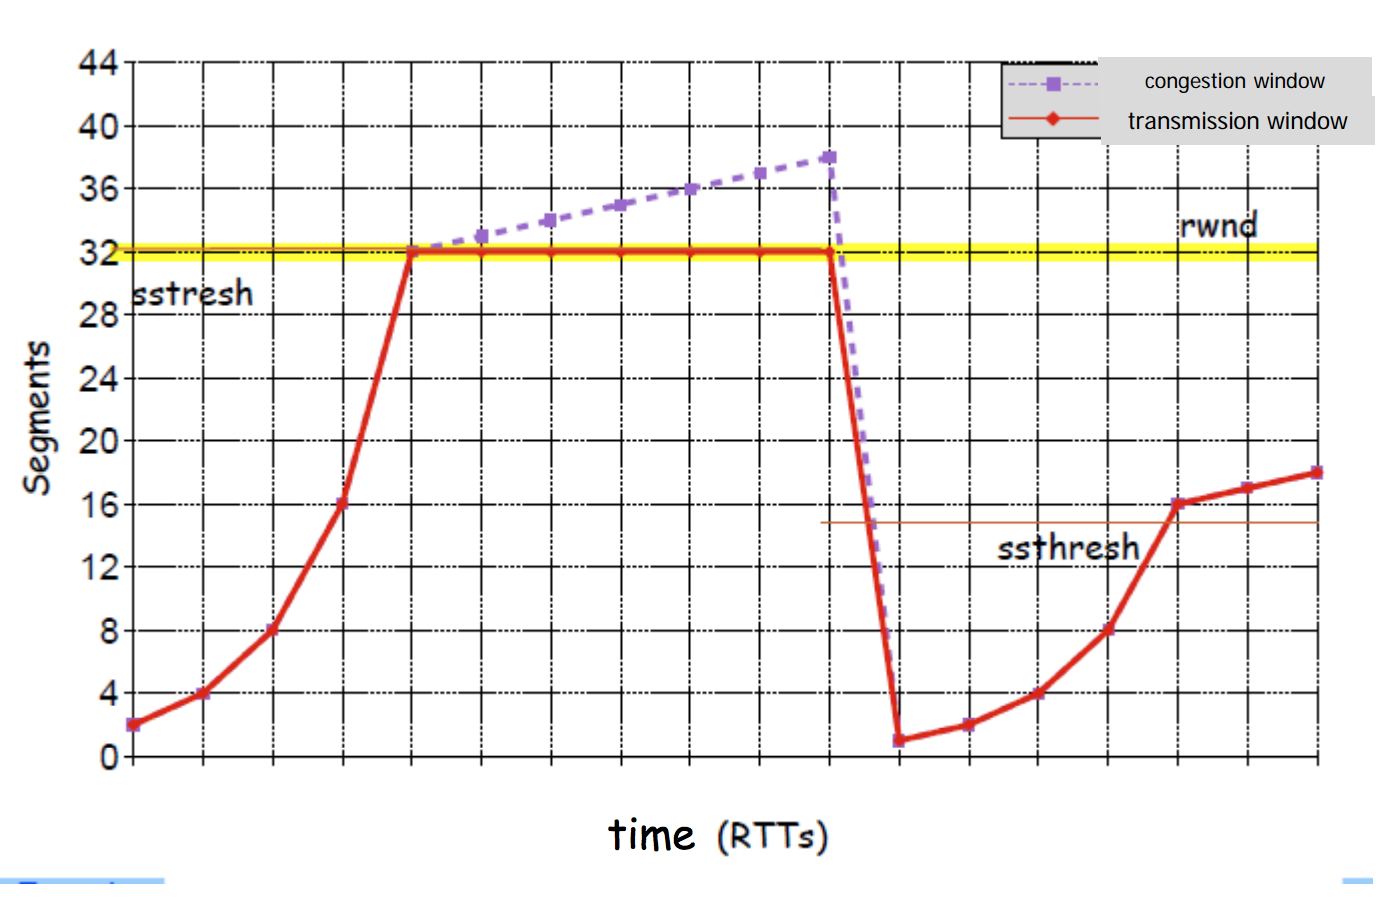 44
40
36
32
28
24
20
16
12
8
4
0
Segments
congestion window
transmission window
rwnd
sstresh
ssthresh
time (RTTs)